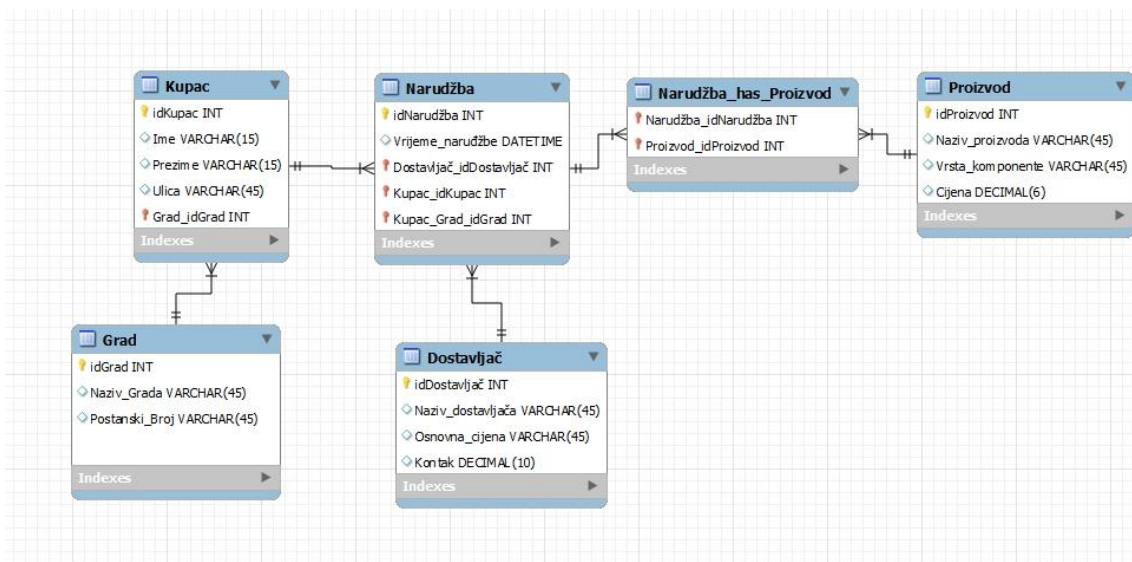 Kupac
idKupac INT
Ime VARCHAR(15)
Prezime VARCHAR(15)
Ulica VARCHAR(45)
Grad_idGrad INT
Indexes
Narudžba
idNarudžba INT
Vrijeme_naruđžbe DATETIME
Dostavljač_idDostavljač INT
Kupac_idKupac INT
Kupac_Grad_idGrad INT
Indexes
Narudžba_has_Proizvod
Narudžba_idNarudžba INT
Proizvod_idProizvod INT
Indexes
Proizvod
idProizvod INT
Naziv_proizvoda VARCHAR(45)
Vrsta_komponente VARCHAR(45)
Cijena DECIMAL(6)
Indexes
Grad
idGrad INT
Naziv_Grada VARCHAR(45)
Postanski_Broj VARCHAR(45)
Indexes
Dostavljač
idDostavljač INT
Naziv_dostavljača VARCHAR(45)
Osnovna_cijena VARCHAR(45)
Kontak DECIMAL(10)
Indexes